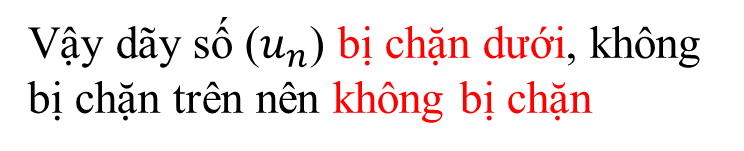 Vậy dãy số (𝑢ₙ) bị chặn dưới, không
bị chặn trên nên không bị chặn